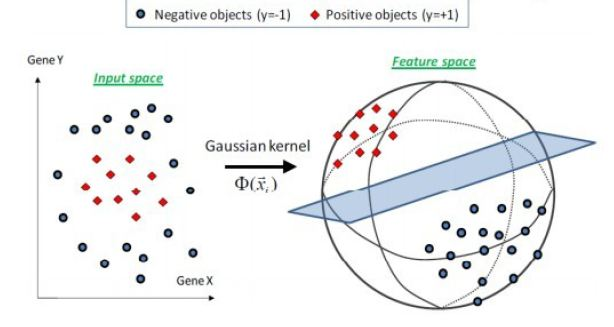 Negative objects (y=-1) Positive objects (y=+1)
Gene Y
Input space
Feature space
Gaussian kernel
Φ(x⃗ᵢ)
Gene X